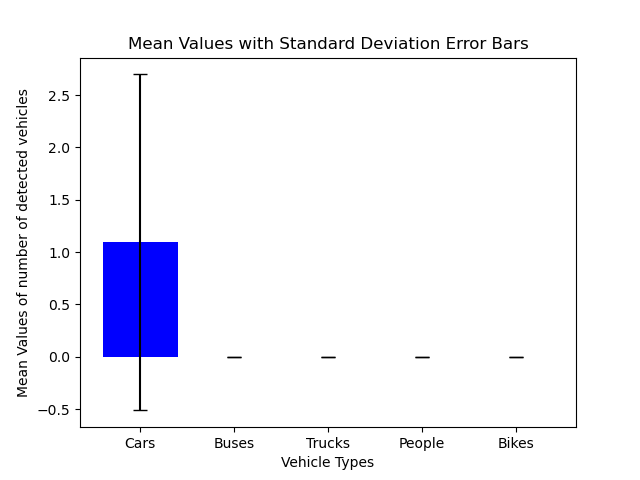 Mean Values with Standard Deviation Error Bars
Mean Values of number of detected vehicles
2.5
2.0
1.5
1.0
0.5
0.0
−0.5
Cars Buses Trucks People Bikes
Vehicle Types